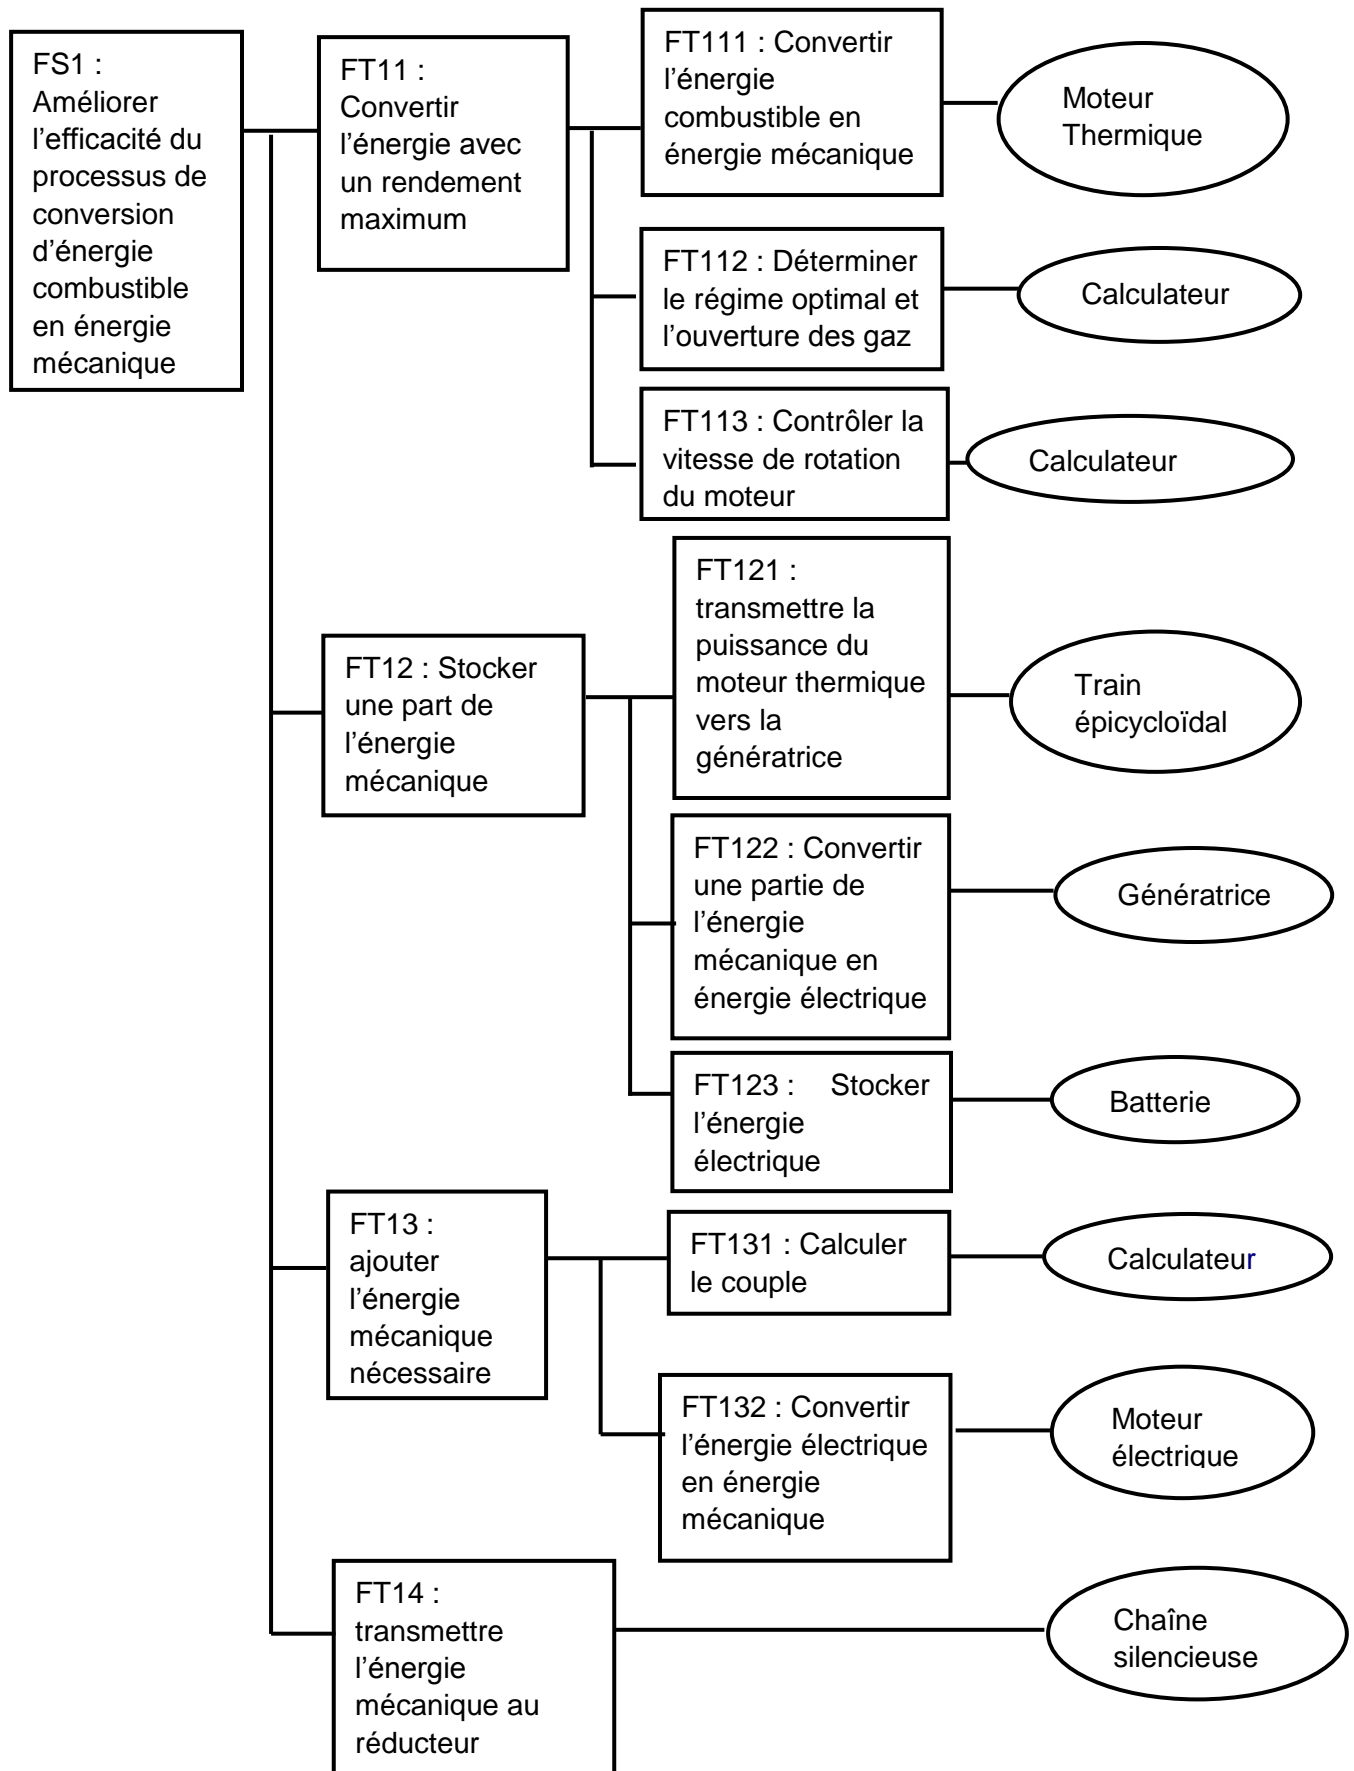 FS1 :
Améliorer
l’efficacité du
processus de
conversion
d’énergie
combustible
en énergie
mécanique
FT11 :
Convertir
l’énergie avec
un rendement
maximum
FT111 : Convertir
l’énergie
combustible en
énergie mécanique
Moteur
Thermique
FT112 : Déterminer
le régime optimal et
l’ouverture des gaz
Calculateur
FT113 : Contrôler la
vitesse de rotation
du moteur
Calculateur
FT12 : Stocker
une part de
l’énergie
mécanique
FT121 :
transmettre la
puissance du
moteur thermique
vers la
génératrice
Train
épicycloïdal
FT122 : Convertir
une partie de
l’énergie
mécanique en
énergie électrique
Génératrice
FT123 : Stocker
l’énergie
électrique
Batterie
FT13 :
ajouter
l’énergie
mécanique
nécessaire
FT131 : Calculer
le couple
Calculateur
FT132 : Convertir
l’énergie électrique
en énergie
mécanique
Moteur
électrique
FT14 :
transmettre
l’énergie
mécanique au
réducteur
Chaîne
silencieuse